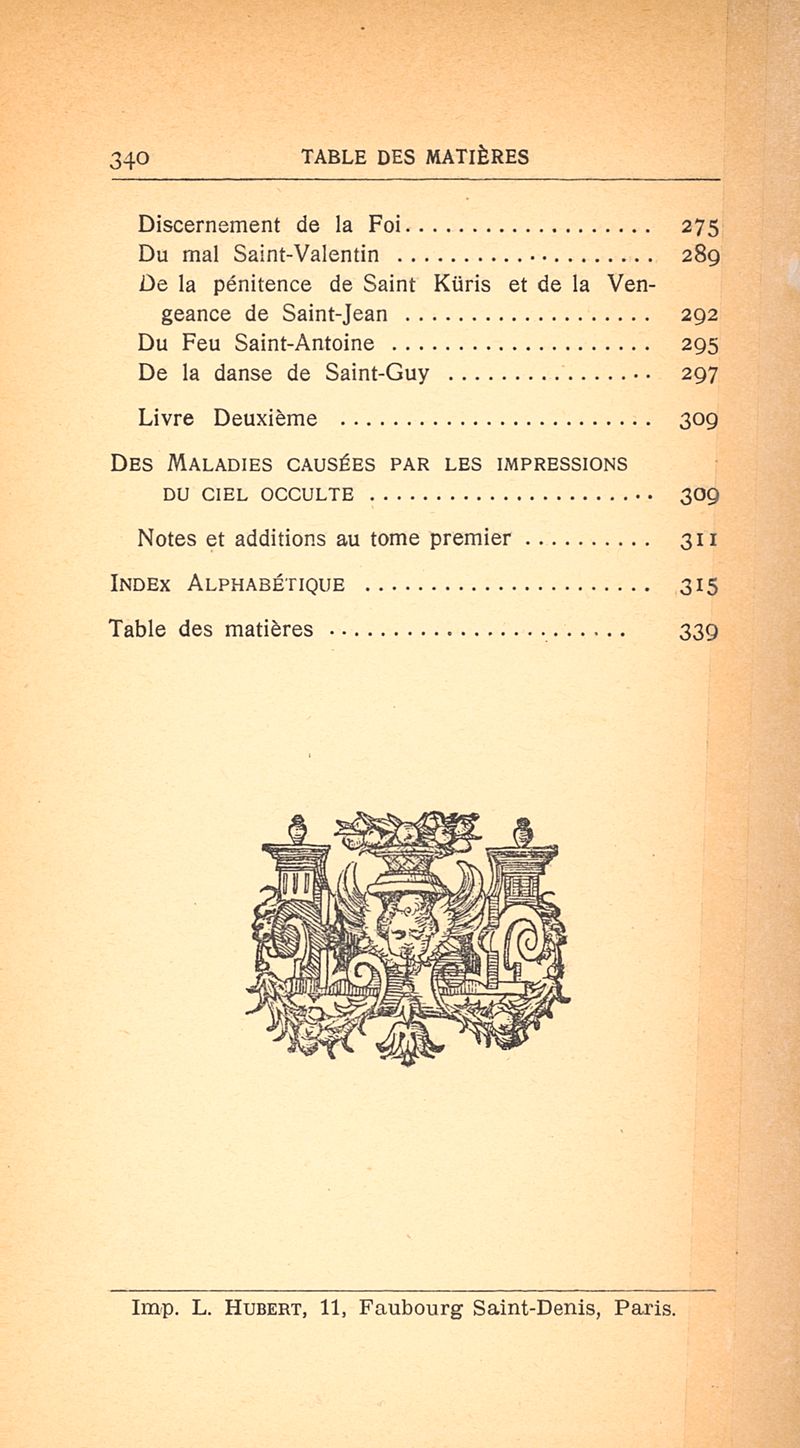 340 TABLE DES MATIÈRES
Discernement de la Foi................... 275
Du mal Saint-Valentin .................... 289
De la pénitence de Saint Küris et de la Ven-
geance de Saint-Jean ................... 292
Du Feu Saint-Antoine .................... 295
De la danse de Saint-Guy ................ 297
Livre Deuxième ........................ 309
DES MALADIES CAUSÉES PAR LES IMPRESSIONS
DU CIEL OCCULTE ...................... 309
Notes et additions au tome premier .......... 311
INDEX ALPHABÉTIQUE ...................... 315
Table des matières ....................... 339
Imp. L. HUBERT, 11, Faubourg Saint-Denis, Paris.